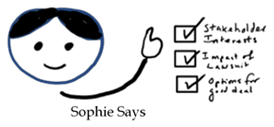 Stakeholder
Interests
Impact of
Lawsuit
Options for
good deal
Sophie Says